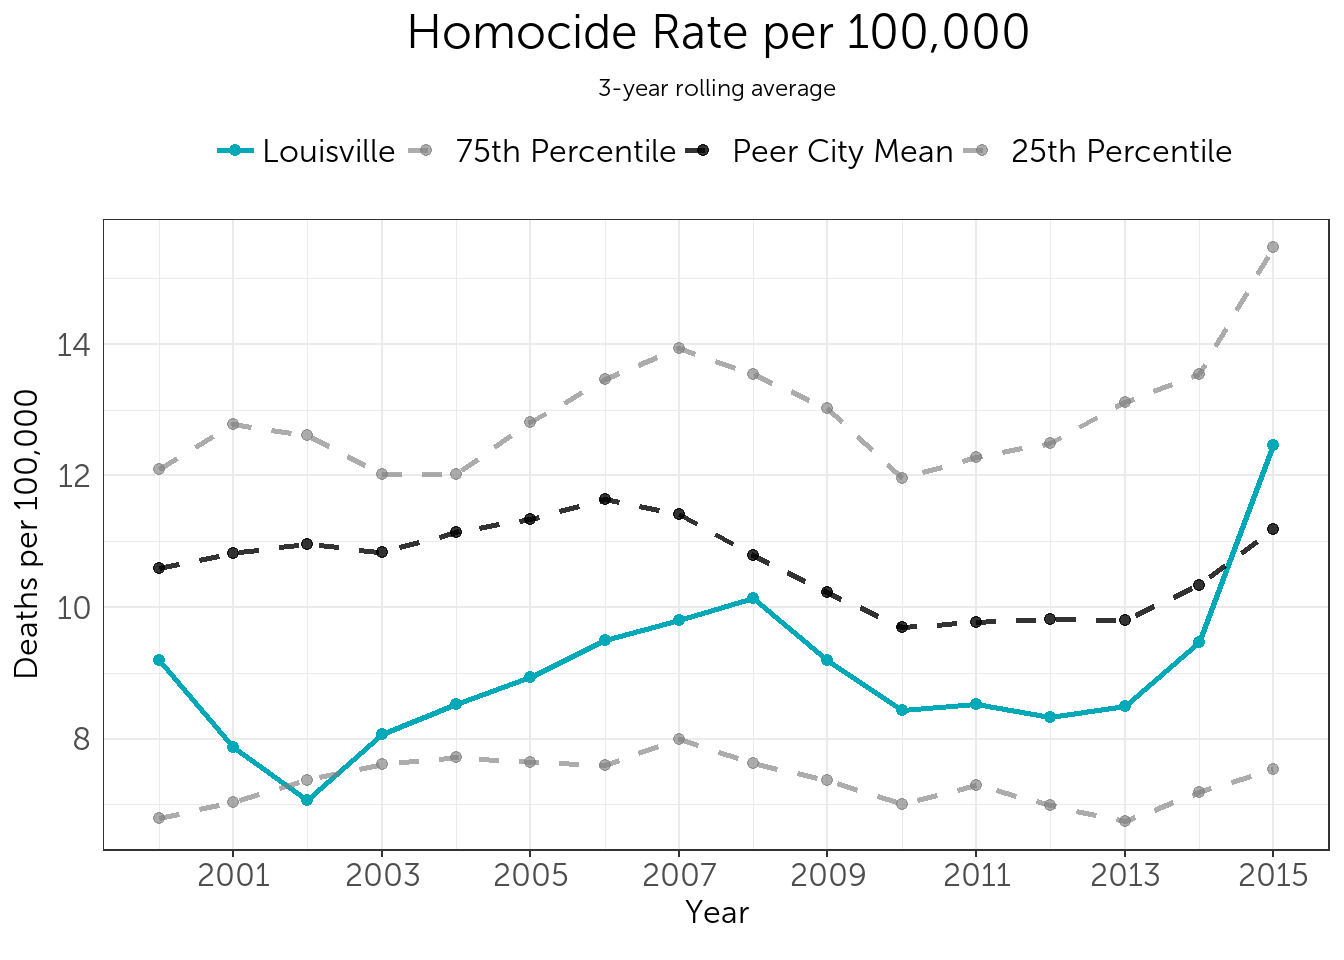 Homocide Rate per 100,000
3-year rolling average
Louisville 75th Percentile Peer City Mean 25th Percentile
14
12
10
8
Deaths per 100,000
2001 2003 2005 2007 2009 2011 2013 2015
Year